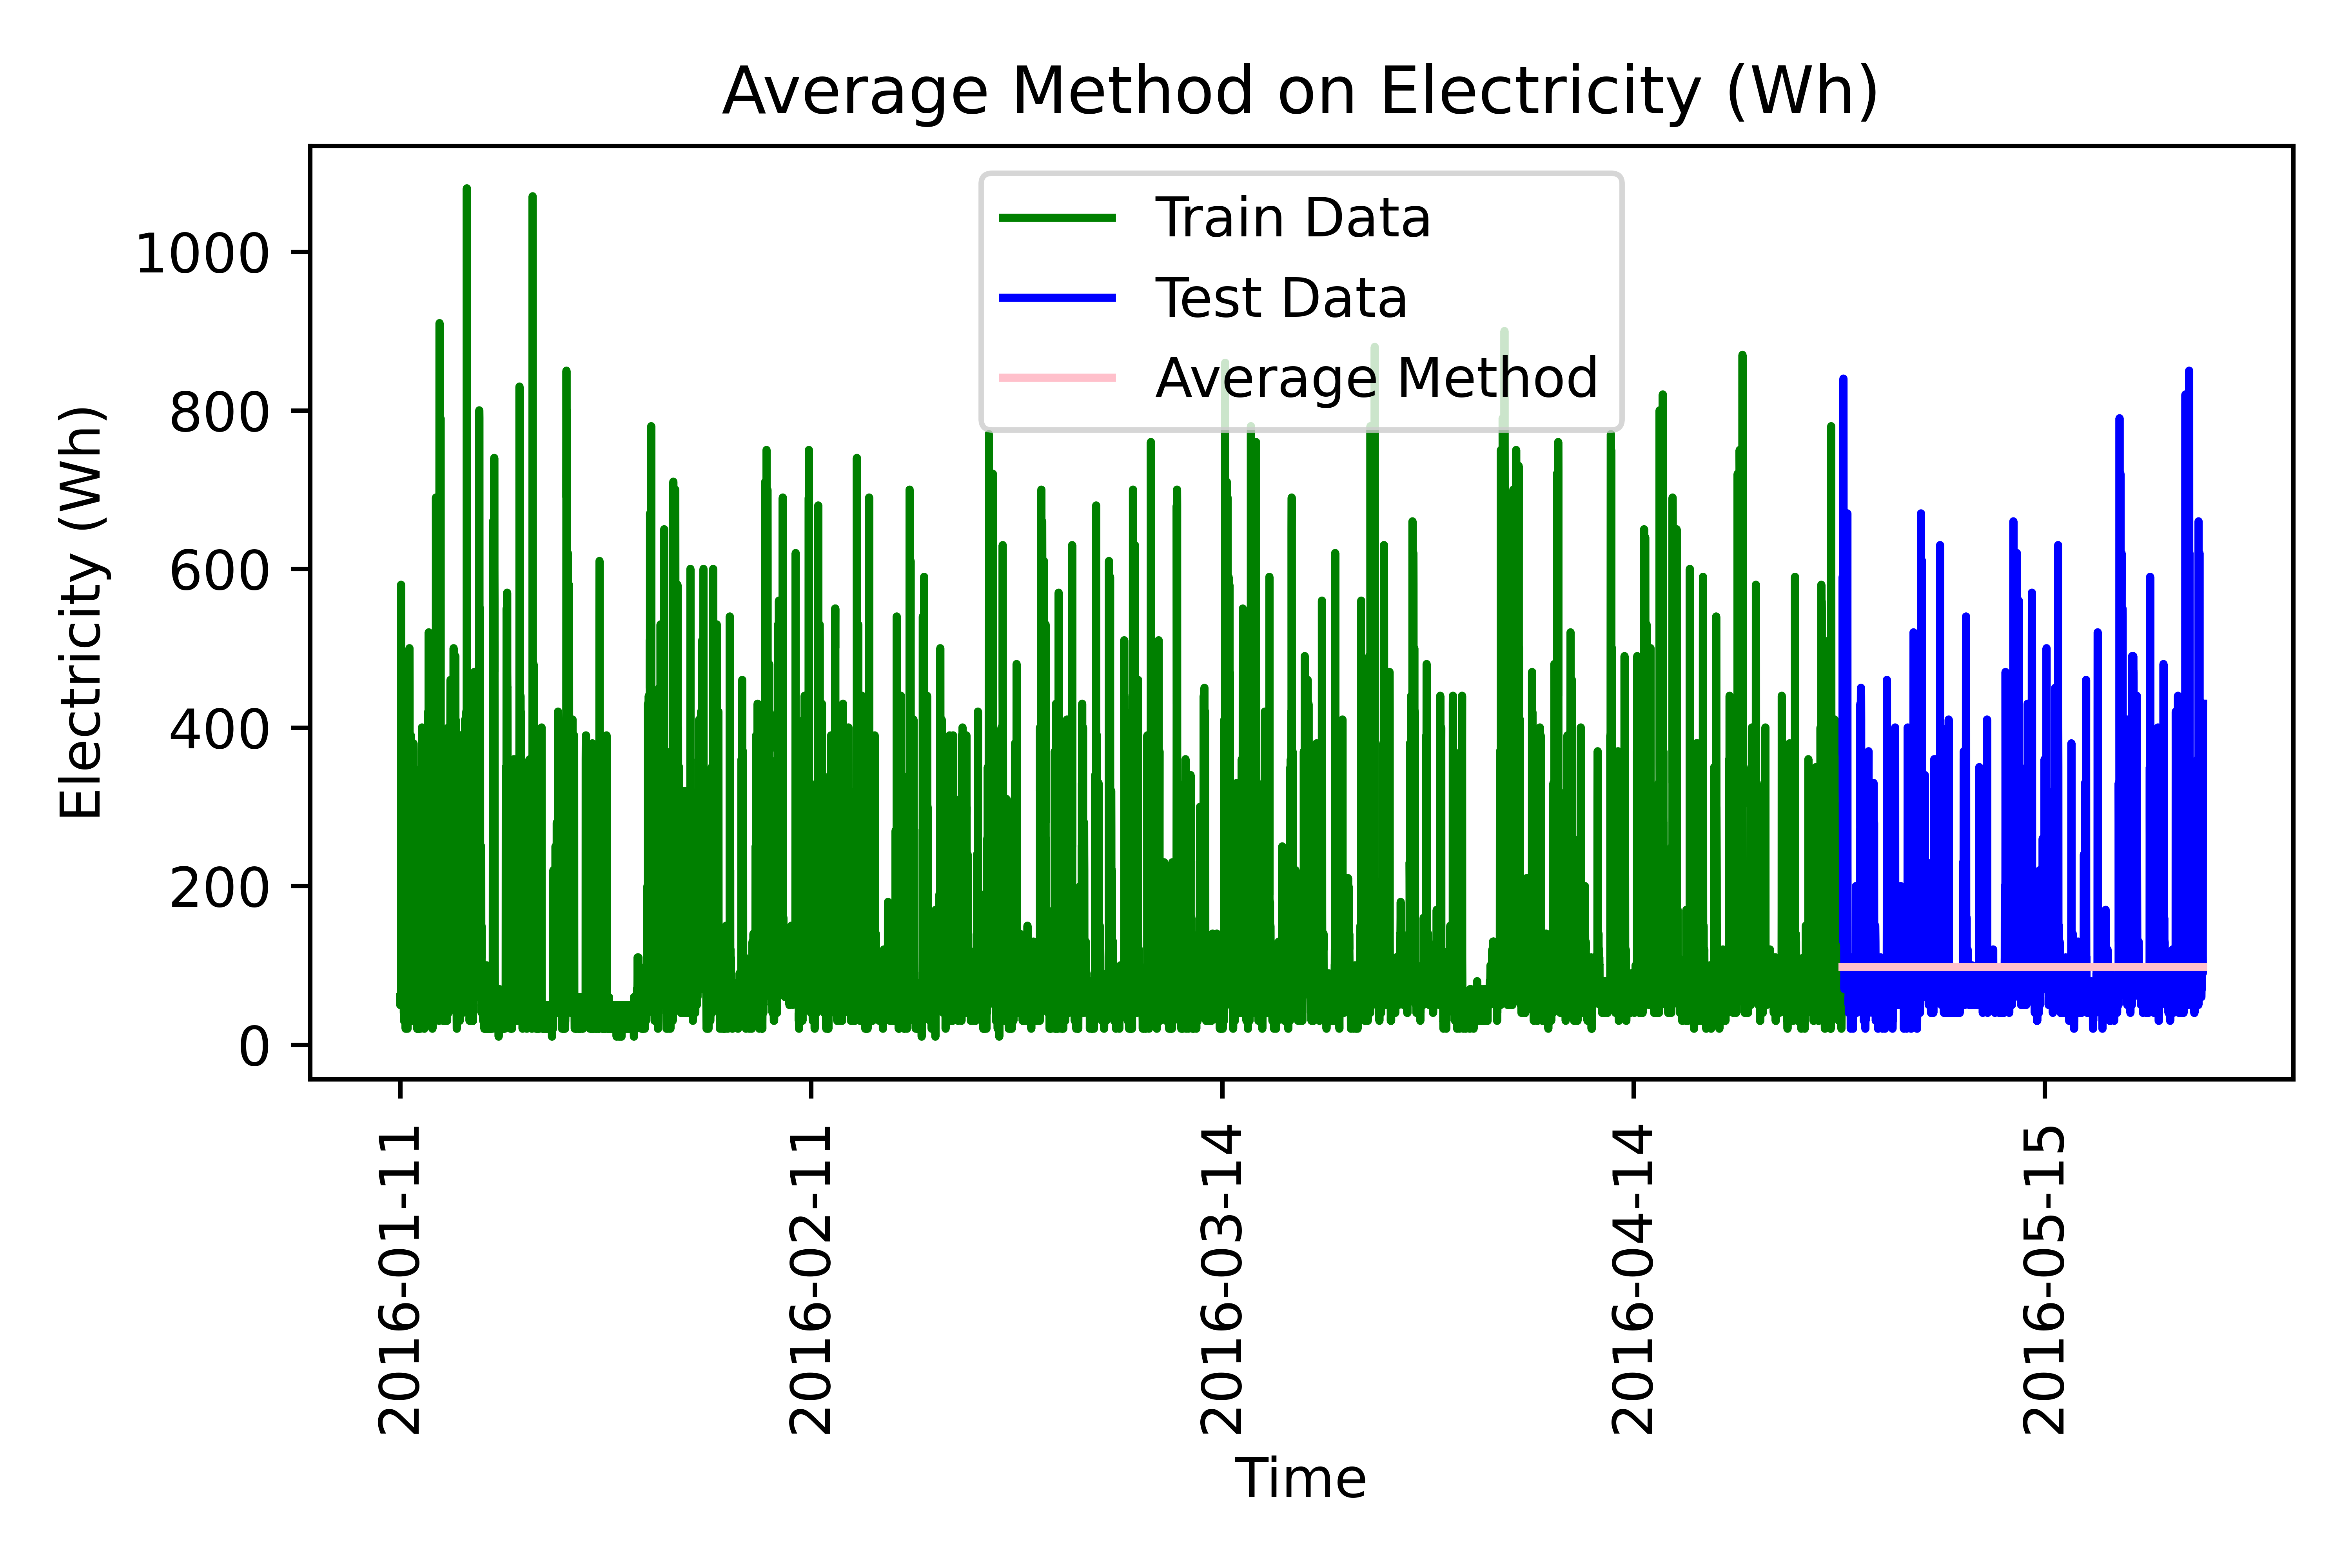 Average Method on Electricity (Wh)
Train Data
Test Data
Average Method
Electricity (Wh)
1000
800
600
400
200
0
2016-01-11
2016-02-11
2016-03-14
2016-04-14
2016-05-15
Time